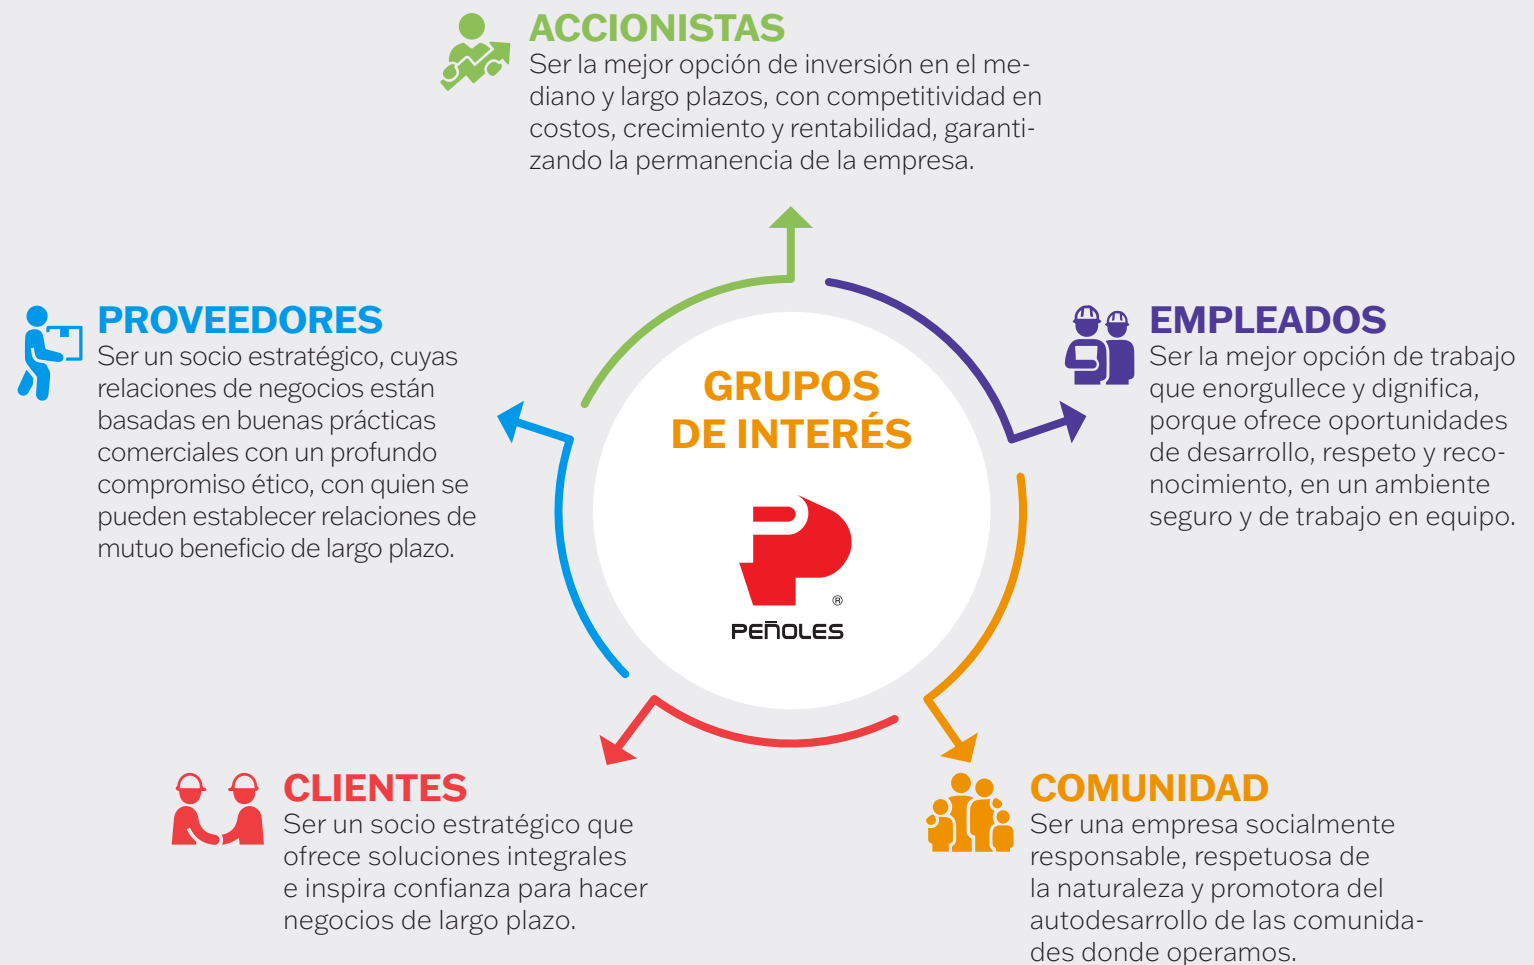 ACCIONISTAS
Ser la mejor opción de inversión en el me-
diano y largo plazos, con competitividad en
costos, crecimiento y rentabilidad, garanti-
zando la permanencia de la empresa.
PROVEEDORES
Ser un socio estratégico, cuyas
relaciones de negocios están
basadas en buenas prácticas
comerciales con un profundo
compromiso ético, con quien se
pueden establecer relaciones de
mutuo beneficio de largo plazo.
GRUPOS
DE INTERÉS
®
PEÑOLES
EMPLEADOS
Ser la mejor opción de trabajo
que enorgullece y dignifica,
porque ofrece oportunidades
de desarrollo, respeto y reco-
nocimiento, en un ambiente
seguro y de trabajo en equipo.
CLIENTES
Ser un socio estratégico que
ofrece soluciones integrales
e inspira confianza para hacer
negocios de largo plazo.
COMUNIDAD
Ser una empresa socialmente
responsable, respetuosa de
la naturaleza y promotora del
autodesarrollo de las comunida-
des donde operamos.